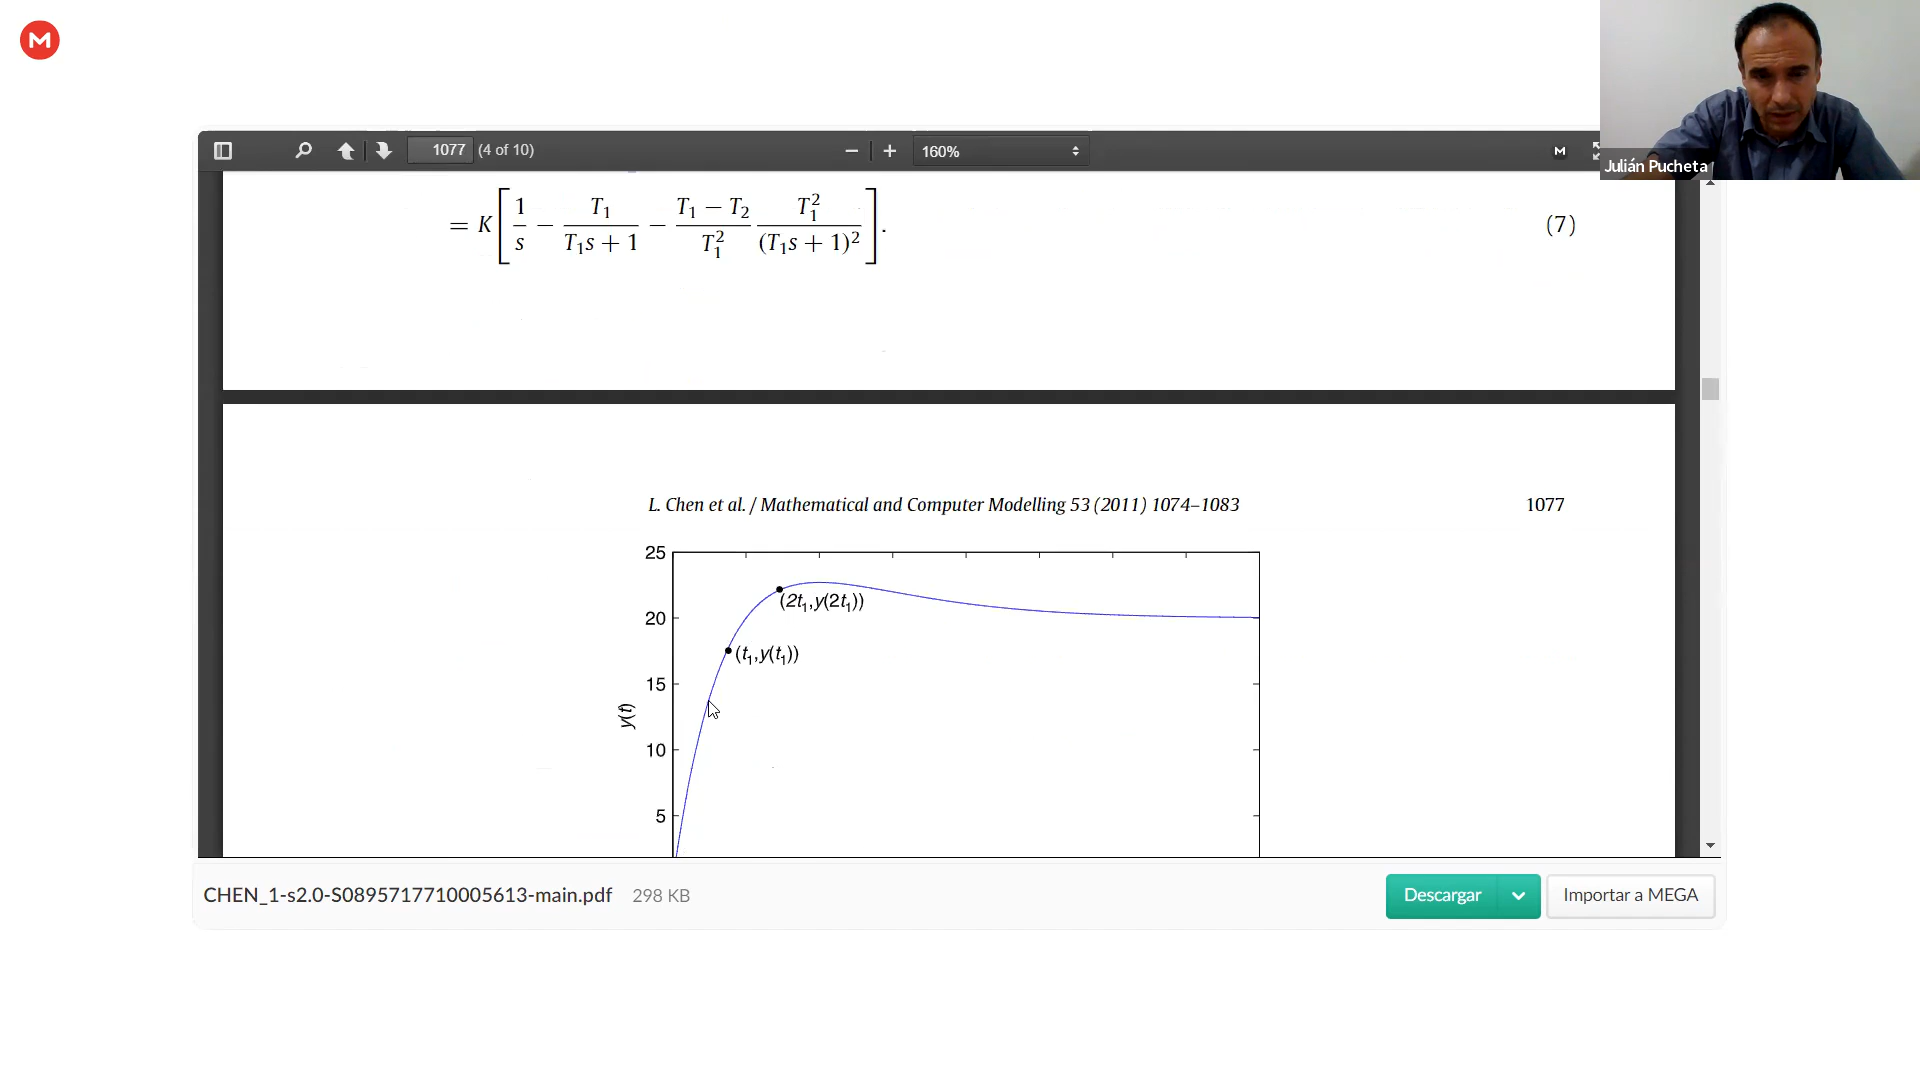 M
Julián Pucheta
1077 (4 of 10) 160% M
= K[1/s − T₁/(T₁s + 1) − (T₁ − T₂)/T₁² T₁²/(T₁s + 1)²]. (7)
L. Chen et al. / Mathematical and Computer Modelling 53 (2011) 1074–1083 1077
25
(2t₁,y(2t₁))
20
(t₁,y(t₁))
15
y(t)
10
5
CHEN_1-s2.0-S0895717710005613-main.pdf 298 KB Descargar Importar a MEGA